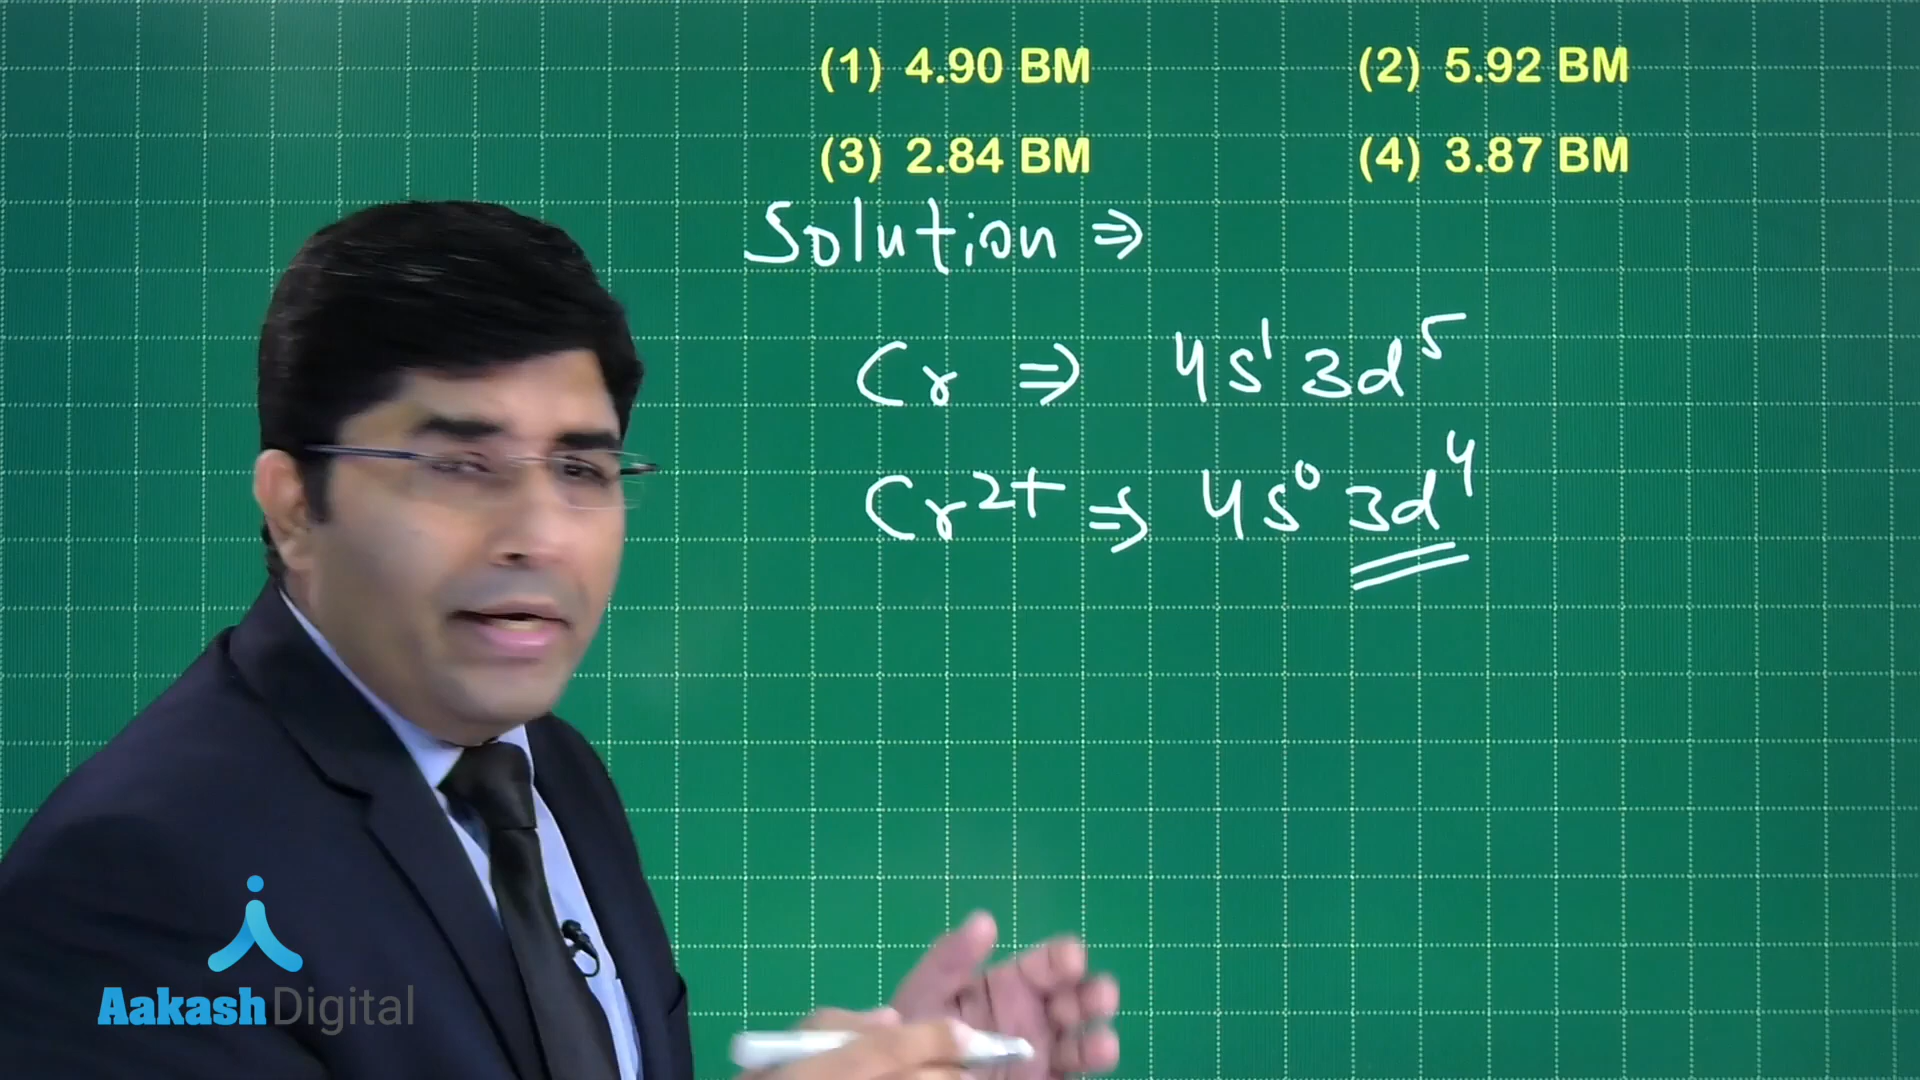 (1) 4.90 BM (2) 5.92 BM
(3) 2.84 BM (4) 3.87 BM
Solution ⇒
Cr ⇒ 4s¹ 3d⁵
Cr²⁺ ⇒ 4s⁰ 3d⁴
Aakash Digital